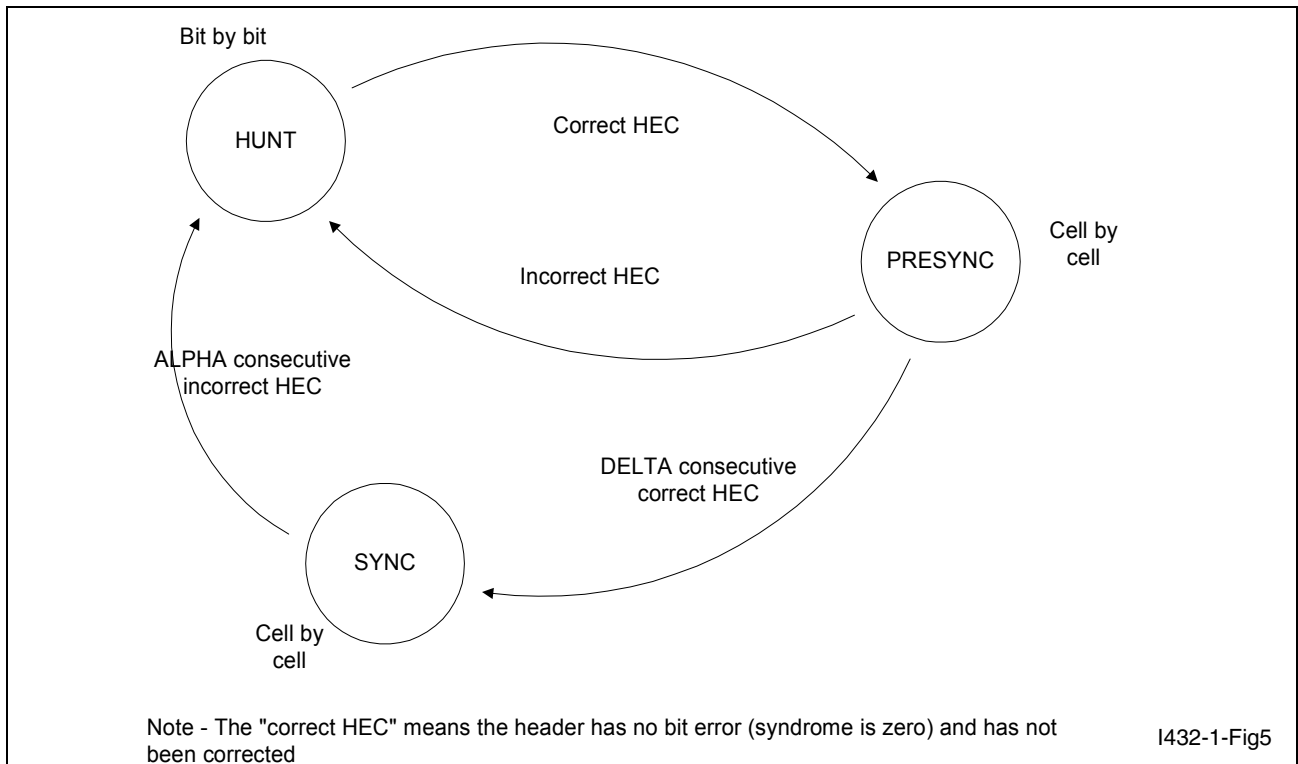 Bit by bit
HUNT
Correct HEC
PRESYNC
Cell by
cell
Incorrect HEC
ALPHA consecutive
incorrect HEC
DELTA consecutive
correct HEC
SYNC
Cell by
cell
Note - The "correct HEC" means the header has no bit error (syndrome is zero) and has not
been corrected
I432-1-Fig5